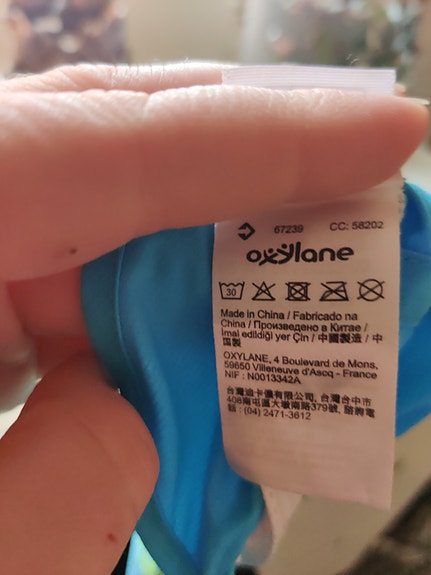 67239 CC: 58202
oxylane
30
Made in China / Fabricado na
China / Произведено в Китае /
İmal edildiği yer Çin / 中國製造 / 中
国製
OXYLANE, 4 Boulevard de Mons,
59650 Villeneuve d'Ascq - France
NIF : N0013342A
台灣迪卡儂有限公司, 台灣台中市
408南屯區大墩南路379號, 諮詢電
話 : (04) 2471-3612